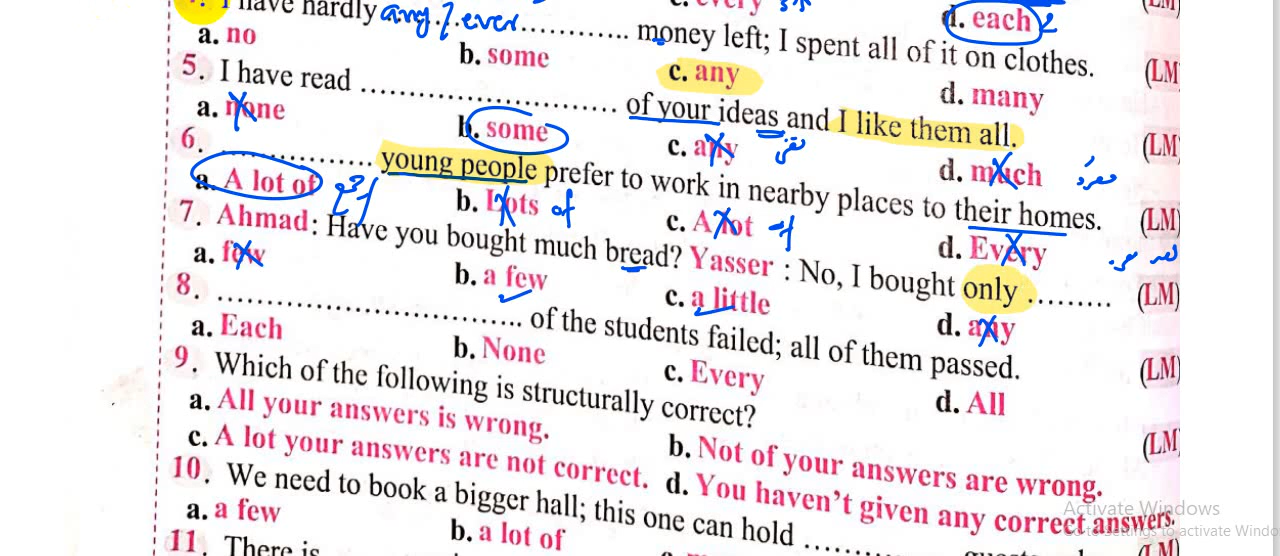 c. every
d. each
I have hardly any / ever ............ money left; I spent all of it on clothes.
a. no b. some c. any d. many (LM
5. I have read ............ of your ideas and I like them all.
a. none b. some c. any d. much (LM
6. ............ young people prefer to work in nearby places to their homes.
a. A lot of b. Lots of c. A lot of d. Every (LM)
7. Ahmad: Have you bought much bread? Yasser : No, I bought only .........
a. few b. a few c. a little d. any (LM)
8. ............ of the students failed; all of them passed.
a. Each b. None c. Every d. All (LM)
9. Which of the following is structurally correct?
a. All your answers is wrong. b. Not of your answers are wrong. (LM
c. A lot your answers are not correct. d. You haven't given any correct answers.
10. We need to book a bigger hall; this one can hold .........
a. a few b. a lot of (LM)
11. There is
Activate Windows
Go to Settings to activate Wind